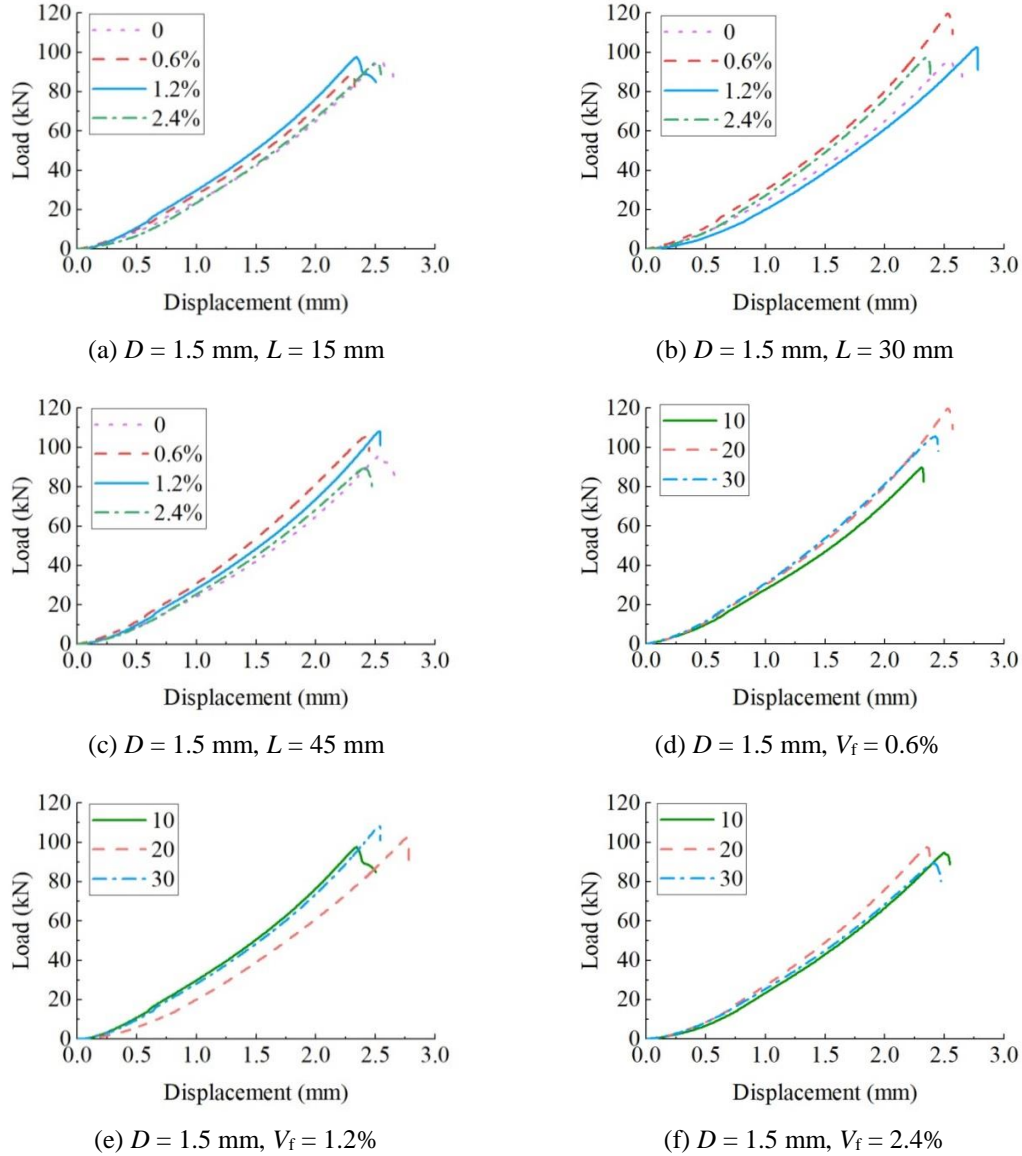 120
100
80
60
40
20
0
Load (kN)
0
0.6%
1.2%
2.4%
0.0 0.5 1.0 1.5 2.0 2.5 3.0
Displacement (mm)
(a) D = 1.5 mm, L = 15 mm
120
100
80
60
40
20
0
Load (kN)
0
0.6%
1.2%
2.4%
0.0 0.5 1.0 1.5 2.0 2.5 3.0
Displacement (mm)
(b) D = 1.5 mm, L = 30 mm
120
100
80
60
40
20
0
Load (kN)
0
0.6%
1.2%
2.4%
0.0 0.5 1.0 1.5 2.0 2.5 3.0
Displacement (mm)
(c) D = 1.5 mm, L = 45 mm
120
100
80
60
40
20
0
Load (kN)
10
20
30
0.0 0.5 1.0 1.5 2.0 2.5 3.0
Displacement (mm)
(d) D = 1.5 mm, Vf = 0.6%
120
100
80
60
40
20
0
Load (kN)
10
20
30
0.0 0.5 1.0 1.5 2.0 2.5 3.0
Displacement (mm)
(e) D = 1.5 mm, Vf = 1.2%
120
100
80
60
40
20
0
Load (kN)
10
20
30
0.0 0.5 1.0 1.5 2.0 2.5 3.0
Displacement (mm)
(f) D = 1.5 mm, Vf = 2.4%